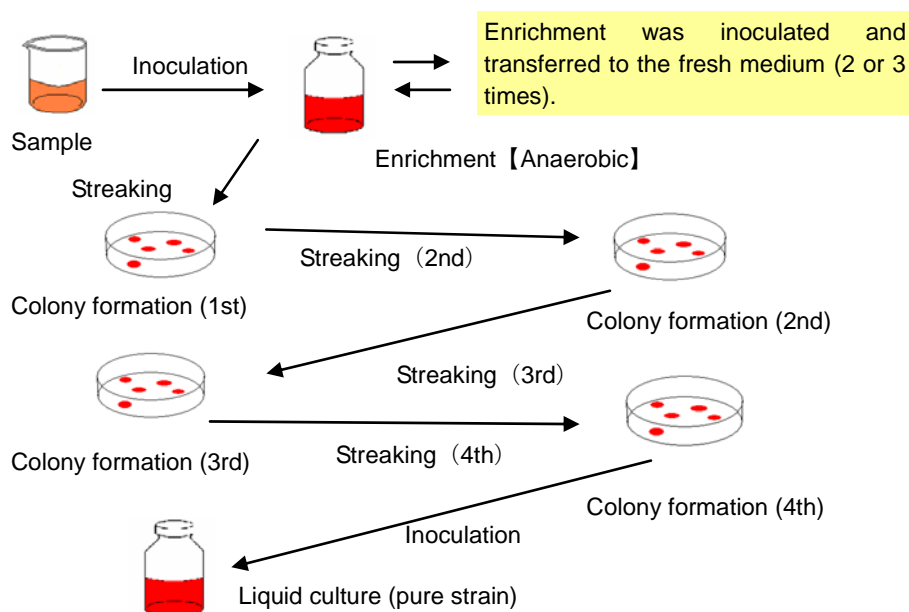 Enrichment was inoculated and
transferred to the fresh medium (2 or 3
times).
Inoculation
Sample
Enrichment【Anaerobic】
Streaking
Streaking（2nd）
Colony formation (1st)
Colony formation (2nd)
Streaking（3rd）
Colony formation (3rd)
Streaking（4th）
Colony formation (4th)
Inoculation
Liquid culture (pure strain)